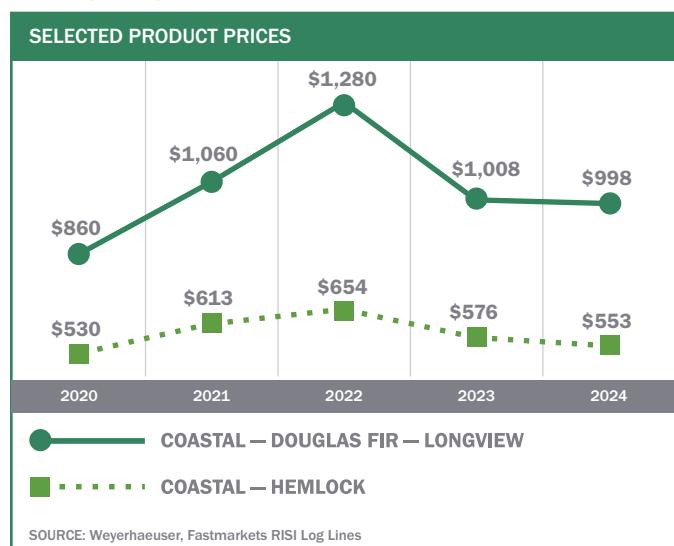 SELECTED PRODUCT PRICES
$1,280
$1,060
$1,008
$998
$860
$654
$613
$576
$553
$530
2020 2021 2022 2023 2024
COASTAL — DOUGLAS FIR — LONGVIEW
COASTAL — HEMLOCK
SOURCE: Weyerhaeuser, Fastmarkets RISI Log Lines